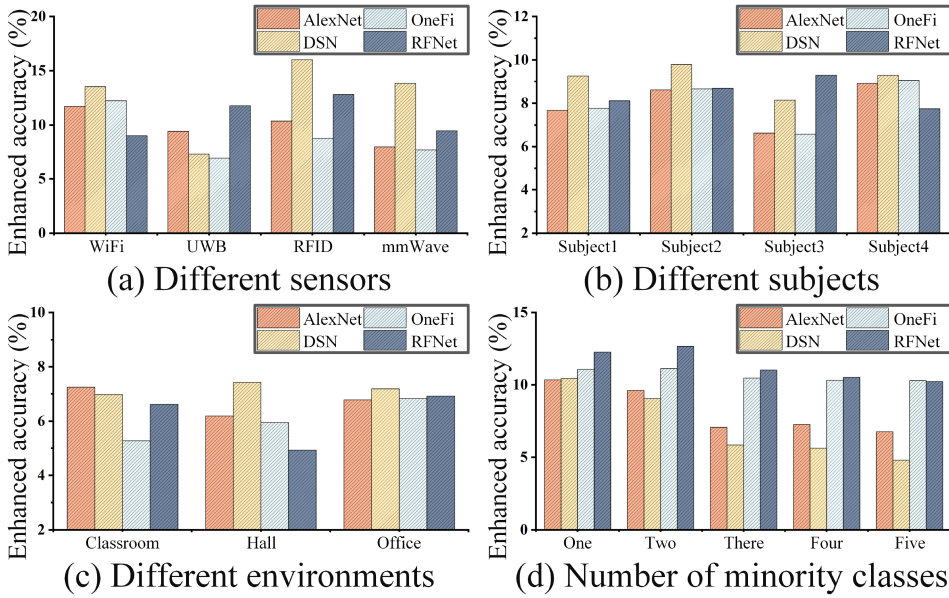 Enhanced accuracy (%)
20
15
10
5
0
AlexNet OneFi
DSN RFNet
WiFi UWB RFID mmWave
(a) Different sensors
Enhanced accuracy (%)
12
10
8
6
4
2
AlexNet OneFi
DSN RFNet
Subject1 Subject2 Subject3 Subject4
(b) Different subjects
Enhanced accuracy (%)
10
8
6
4
2
AlexNet OneFi
DSN RFNet
Classroom Hall Office
(c) Different environments
Enhanced accuracy (%)
15
10
5
0
AlexNet OneFi
DSN RFNet
One Two There Four Five
(d) Number of minority classes